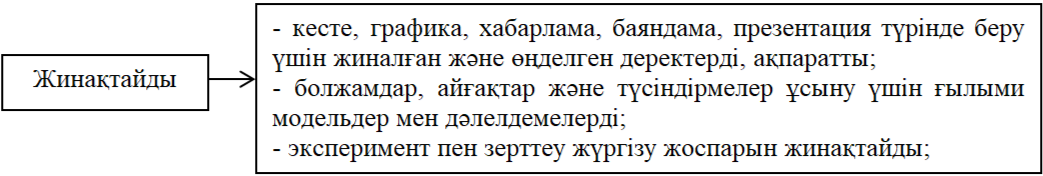 Жинақтайды
- кесте, графика, хабарлама, баяндама, презентация түрінде беру
үшін жиналған және өңделген деректерді, ақпаратты;
- болжамдар, айғақтар және түсіндірмелер ұсыну үшін ғылыми
модельдер мен дәлелдемелерді;
- эксперимент пен зерттеу жүргізу жоспарын жинақтайды;